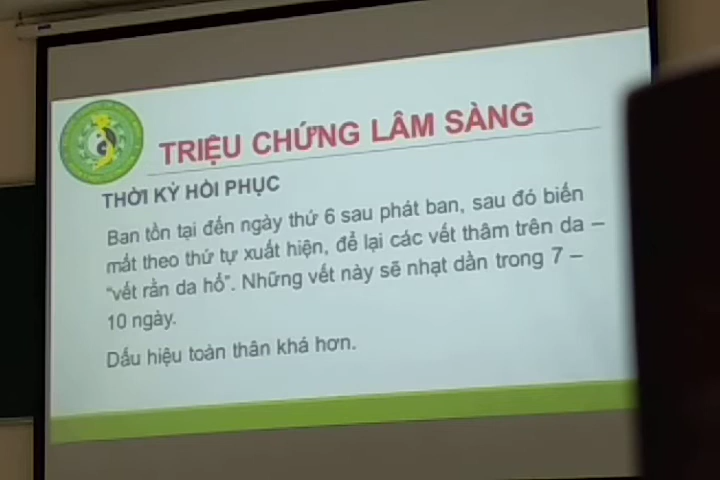 TRIỆU CHỨNG LÂM SÀNG
THỜI KỲ HỒI PHỤC
Ban tồn tại đến ngày thứ 6 sau phát ban, sau đó biến
mất theo thứ tự xuất hiện, để lại các vết thâm trên da –
“vết rằn da hổ”. Những vết này sẽ nhạt dần trong 7 –
10 ngày.
Dấu hiệu toàn thân khá hơn.